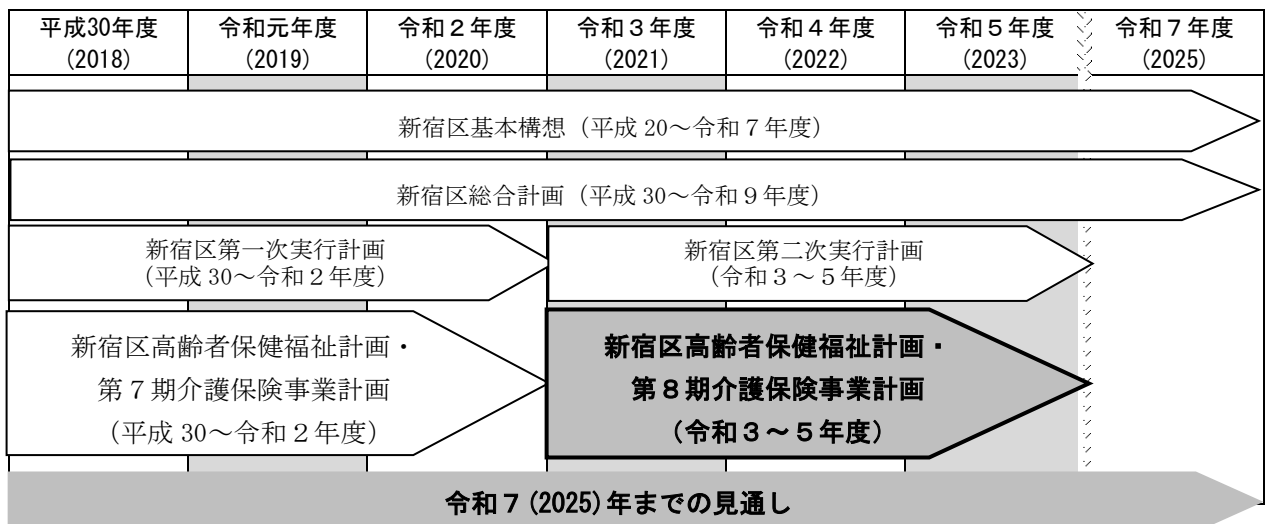 平成30年度 令和元年度 令和２年度 令和３年度 令和４年度 令和５年度 令和７年度
(2018) (2019) (2020) (2021) (2022) (2023) (2025)
新宿区基本構想（平成 20～令和７年度）
新宿区総合計画（平成 30～令和９年度）
新宿区第一次実行計画
（平成 30～令和２年度）
新宿区第二次実行計画
（令和３～５年度）
新宿区高齢者保健福祉計画・
第７期介護保険事業計画
（平成 30～令和２年度）
新宿区高齢者保健福祉計画・
第８期介護保険事業計画
（令和３～５年度）
令和７(2025)年までの見通し